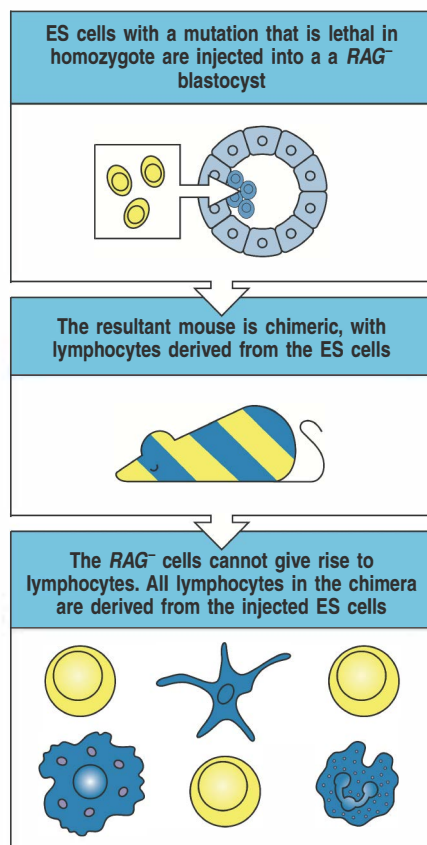 ES cells with a mutation that is lethal in
homozygote are injected into a a RAG⁻
blastocyst
The resultant mouse is chimeric, with
lymphocytes derived from the ES cells
The RAG⁻ cells cannot give rise to
lymphocytes. All lymphocytes in the chimera
are derived from the injected ES cells